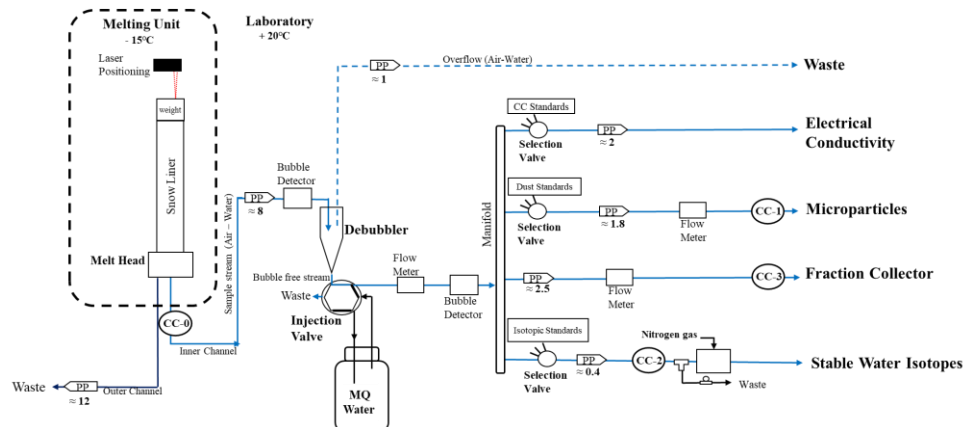 Melting Unit
- 15°C
Laboratory
+ 20°C
Laser
Positioning
weight
Snow Liner
Melt Head
CC-0
Inner Channel
Outer Channel
PP
≈ 12
Waste
Sample stream (Air – Water)
PP
≈ 8
Bubble
Detector
PP
≈ 1
Overflow (Air-Water)
Waste
Debubbler
Bubble free stream
Waste
Injection
Valve
MQ
Water
Flow
Meter
Bubble
Detector
Manifold
CC Standards
Selection
Valve
PP
≈ 2
Electrical
Conductivity
Dust Standards
Selection
Valve
PP
≈ 1.8
Flow
Meter
CC-1
Microparticles
PP
≈ 2.5
Flow
Meter
CC-3
Fraction Collector
Isotopic Standards
Selection
Valve
PP
≈ 0.4
CC-2
Nitrogen gas
Waste
Stable Water Isotopes